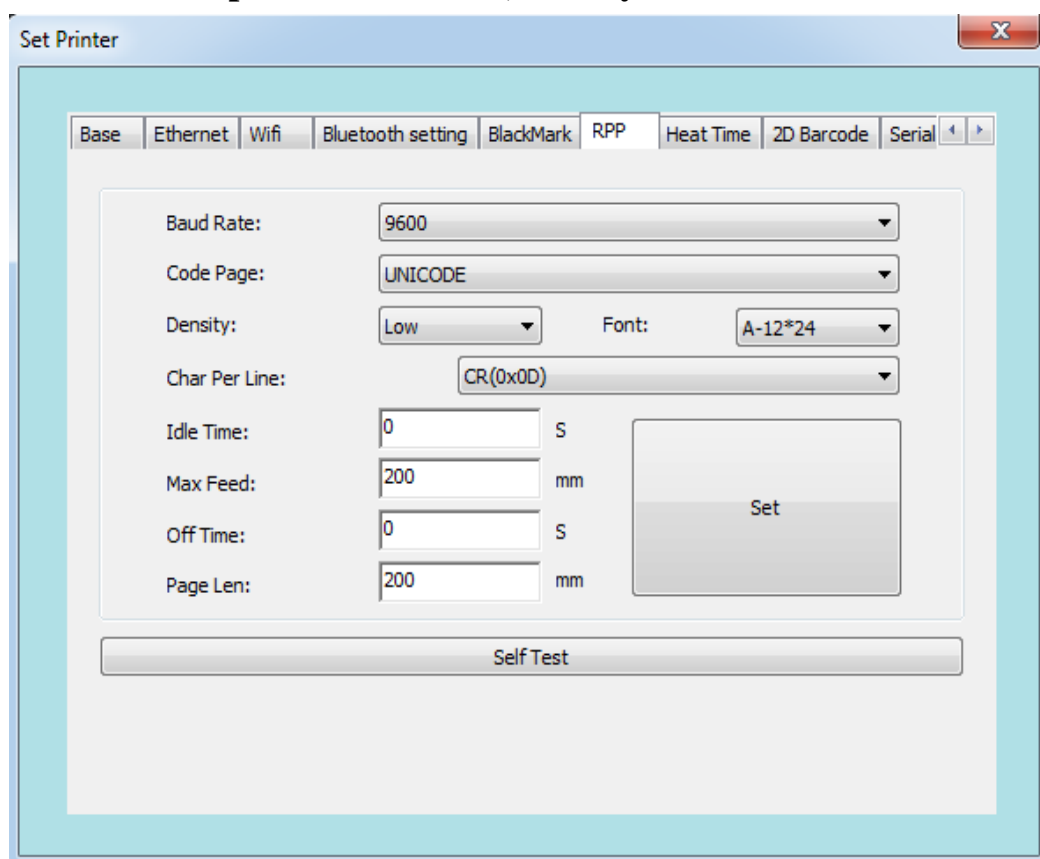 Set Printer
Base Ethernet Wifi Bluetooth setting BlackMark RPP Heat Time 2D Barcode Serial
Baud Rate: 9600
Code Page: UNICODE
Density: Low Font: A-12*24
Char Per Line: CR(0x0D)
Idle Time: 0 S
Max Feed: 200 mm
Set
Off Time: 0 S
Page Len: 200 mm
Self Test